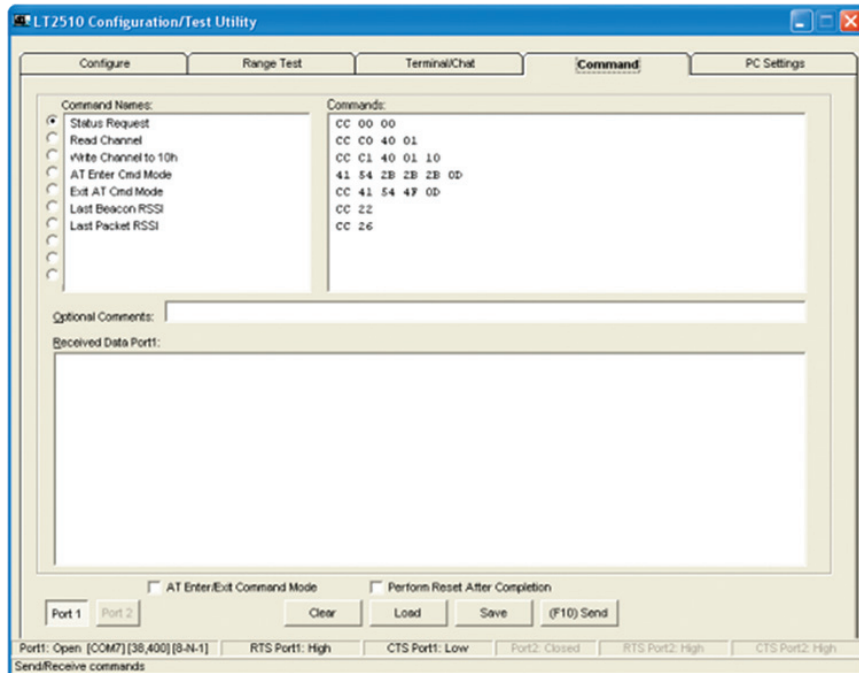 LT2510 Configuration/Test Utility
Configure Range Test Terminal/Chat Command PC Settings
Command Names: Commands:
Status Request CC 00 00
Read Channel CC C0 40 01
Write Channel to 10h CC C1 40 01 10
AT Enter Cmd Mode 41 54 2B 2B 2B 0D
Exit AT Cmd Mode CC 41 54 4F 0D
Last Beacon RSSI CC 22
Last Packet RSSI CC 26
Optional Comments:
Received Data Port1:
AT Enter/Exit Command Mode Perform Reset After Completion
Port 1 Port 2 Clear Load Save (F10) Send
Port1: Open [COM7] [38,400] [8-N-1] RTS Port1: High CTS Port1: Low Port2: Closed RTS Port2: High CTS Port2: High
Send/Receive commands